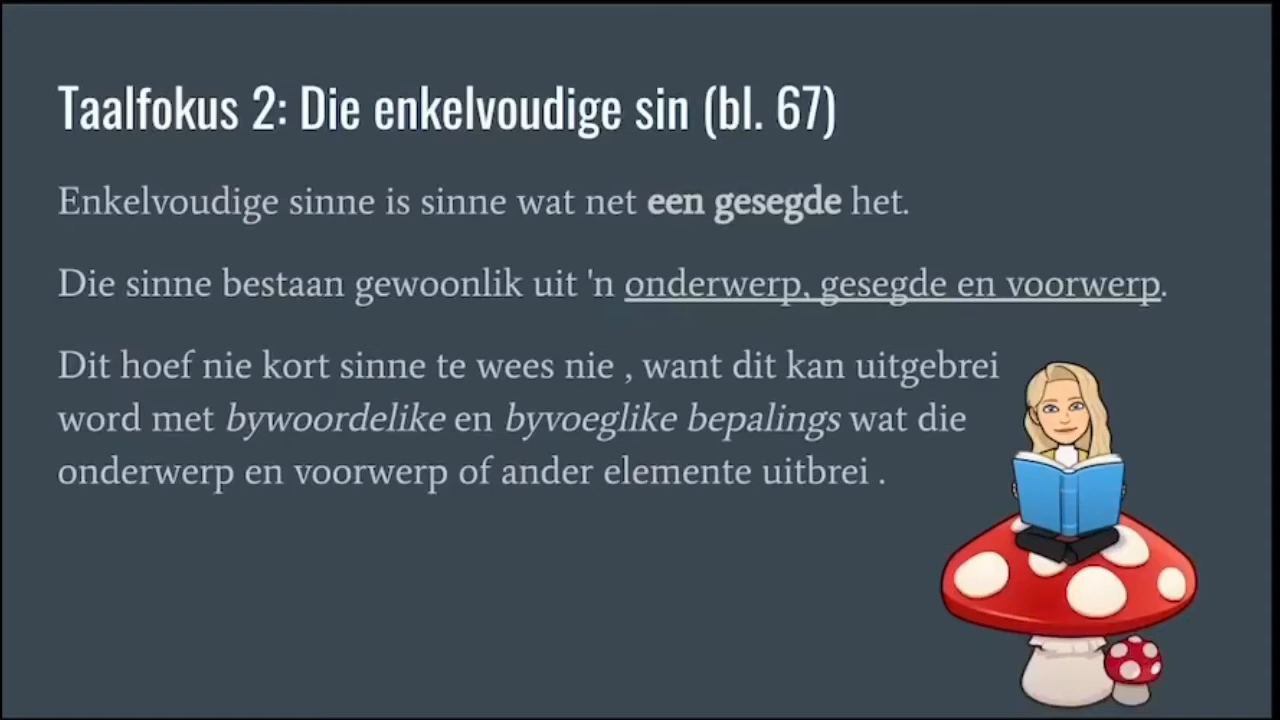 Taalfokus 2: Die enkelvoudige sin (bl. 67)
Enkelvoudige sinne is sinne wat net een gesegde het.
Die sinne bestaan gewoonlik uit 'n onderwerp, gesegde en voorwerp.
Dit hoef nie kort sinne te wees nie , want dit kan uitgebrei
word met bywoordelike en byvoeglike bepalings wat die
onderwerp en voorwerp of ander elemente uitbrei .